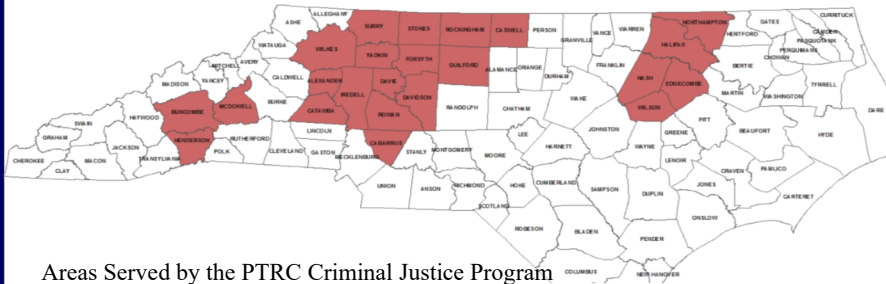 ALLEGHANY
CURRITUCK
ASHE
SURRY
STOKES
ROCKINGHAM
CASWELL
PERSON
VANCE
WARREN
NORTHAMPTON
GATES
CAMDEN
GRANVILLE
HERTFORD
PASQUOTANK
WATAUGA
WILKES
YADKIN
FORSYTH
GUILFORD
ALAMANCE
ORANGE
DURHAM
FRANKLIN
HALIFAX
BERTIE
CHOWAN
PERQUIMANS
MITCHELL
AVERY
CALDWELL
ALEXANDER
DAVIE
NASH
EDGECOMBE
MARTIN
WASHINGTON
TYRRELL
MADISON
YANCEY
IREDELL
DAVIDSON
RANDOLPH
CHATHAM
WAKE
WILSON
DARE
HAYWOOD
BUNCOMBE
MCDOWELL
BURKE
CATAWBA
ROWAN
PITT
BEAUFORT
HYDE
SWAIN
GRAHAM
JACKSON
HENDERSON
RUTHERFORD
LINCOLN
CABARRUS
LEE
JOHNSTON
GREENE
CHEROKEE
MACON
TRANSYLVANIA
POLK
CLEVELAND
GASTON
MECKLENBURG
STANLY
MONTGOMERY
MOORE
HARNETT
WAYNE
LENOIR
CRAVEN
PAMLICO
CLAY
UNION
ANSON
RICHMOND
HOKE
CUMBERLAND
SAMPSON
DUPLIN
JONES
CARTERET
SCOTLAND
ONSLOW
ROBESON
BLADEN
PENDER
Areas Served by the PTRC Criminal Justice Program
COLUMBUS
NEW HANOVER